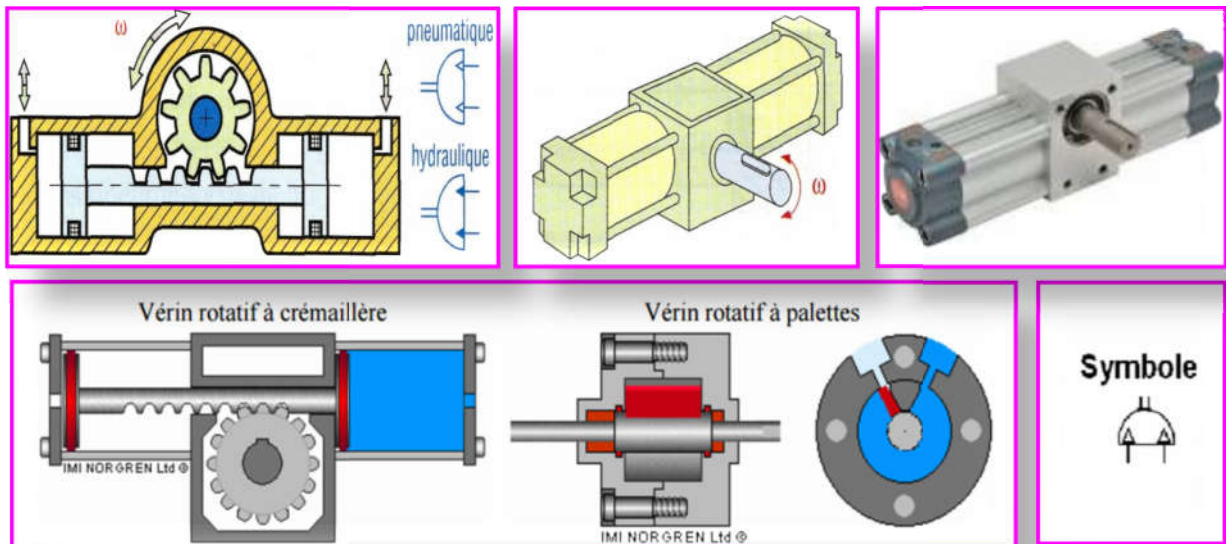 ω
pneumatique
hydraulique
ω
Vérin rotatif à crémaillère
IMI NORGREN Ltd ®
Vérin rotatif à palettes
IMI NORGREN Ltd ®
Symbole